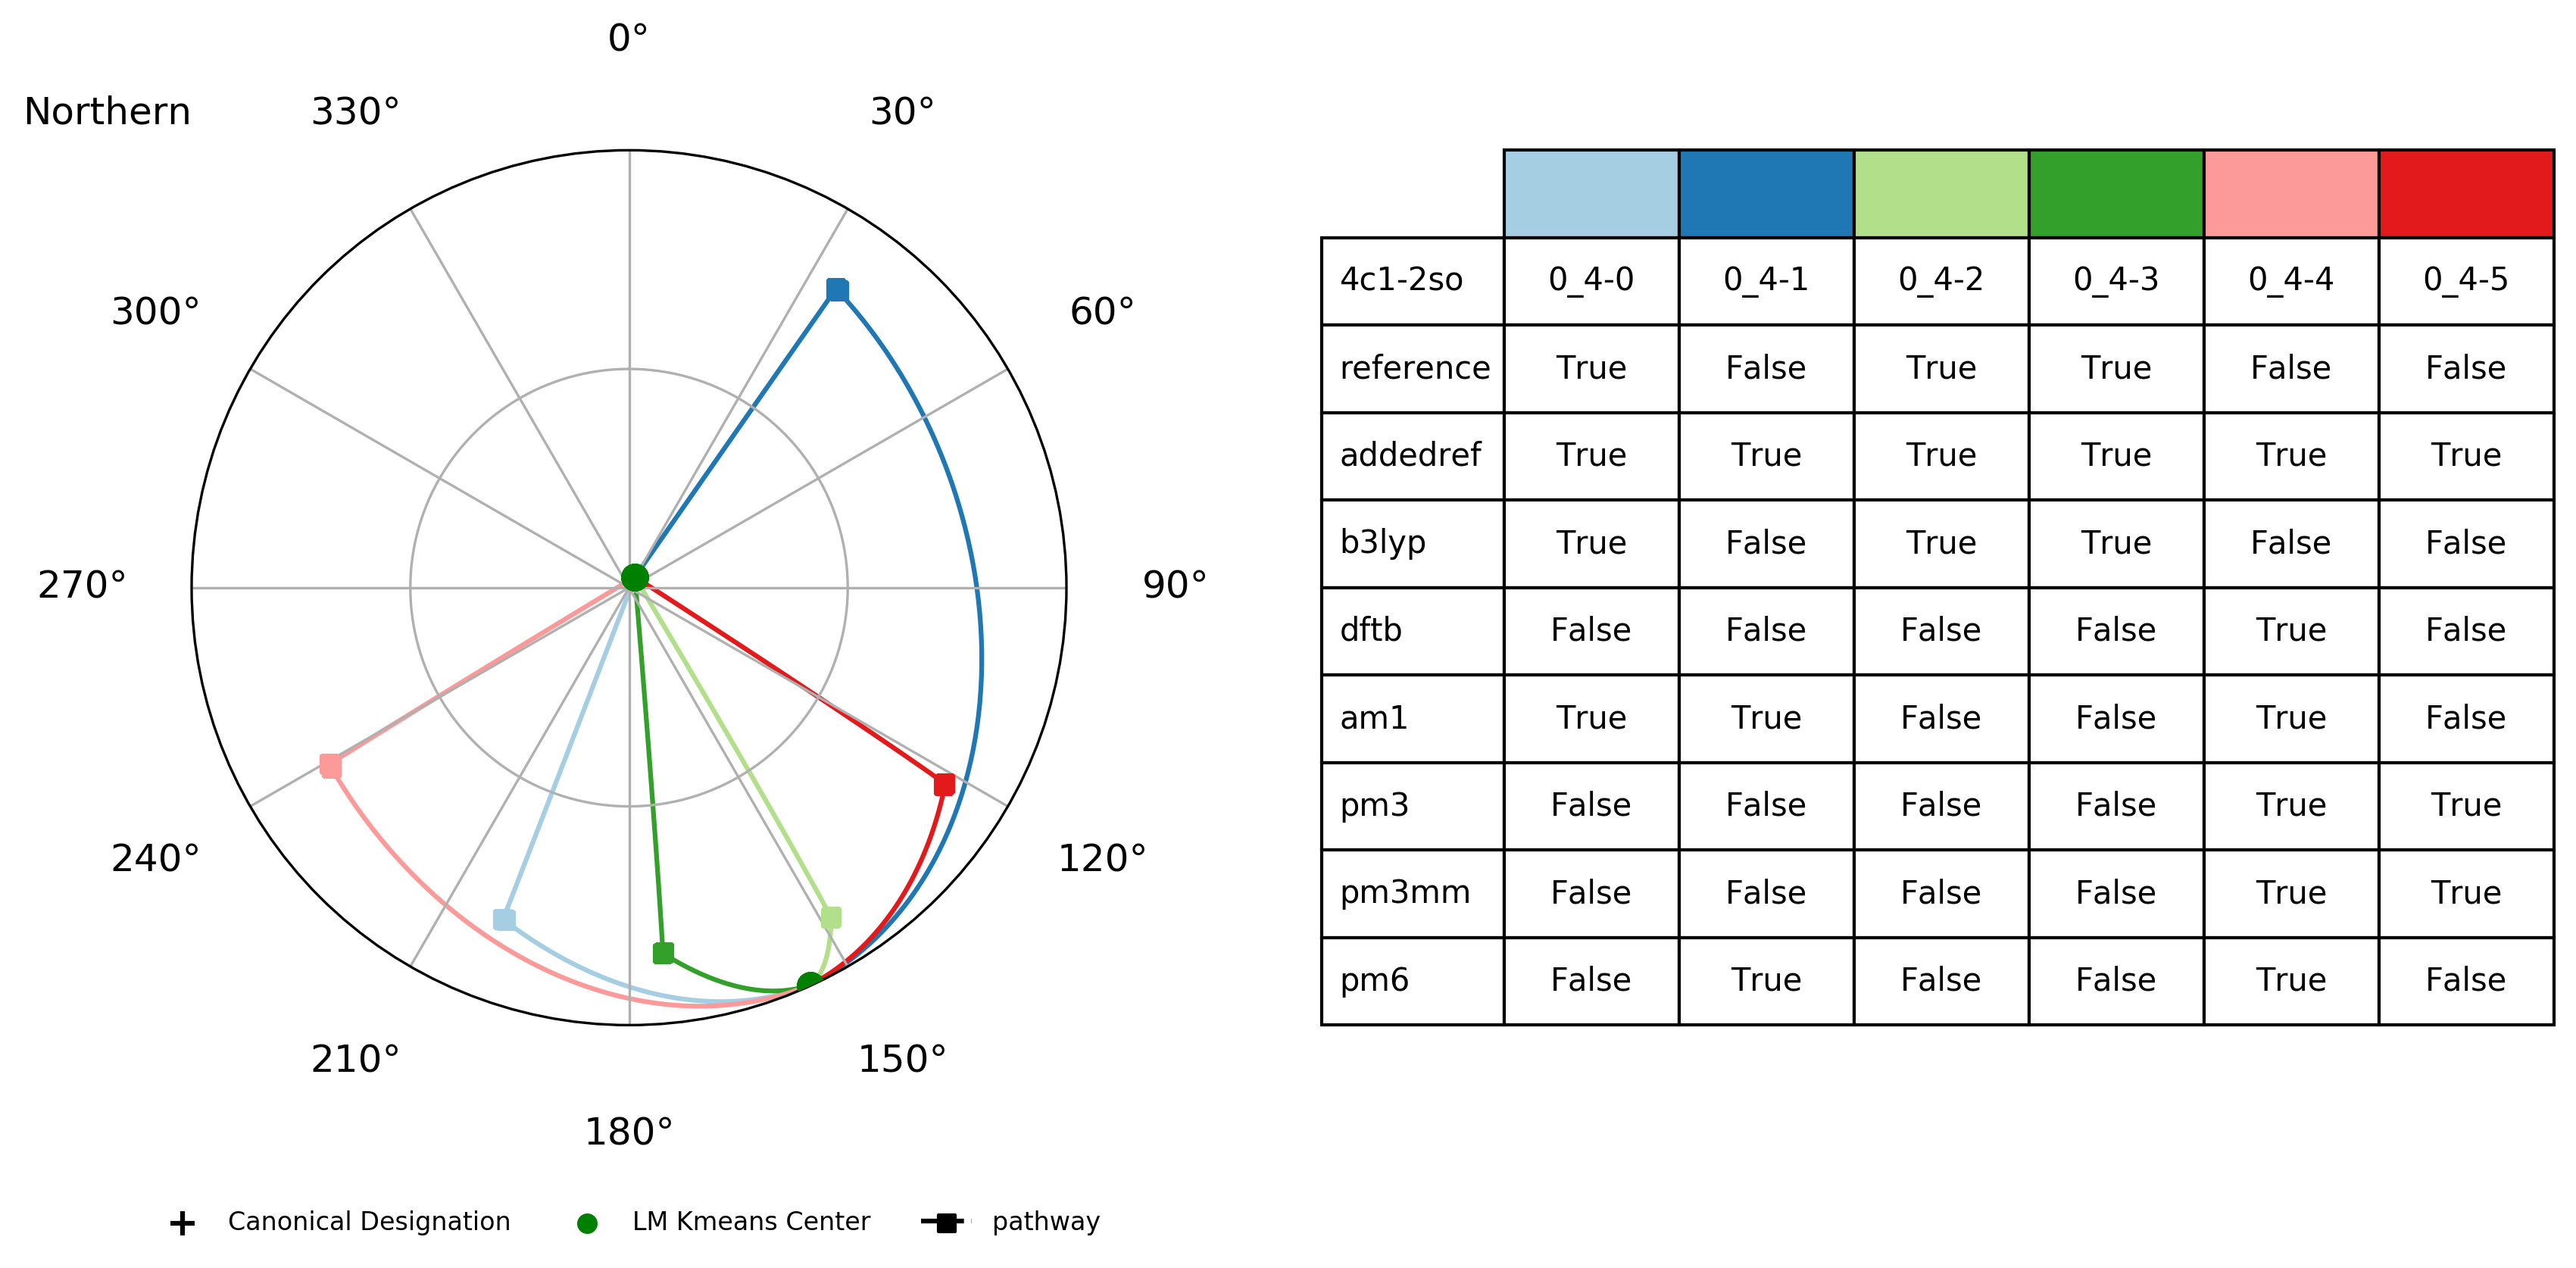 0°
Northern
330°
30°
300°
60°
270°
90°
240°
120°
210°
150°
180°
Canonical Designation
LM Kmeans Center
pathway
4c1-2so 0_4-0 0_4-1 0_4-2 0_4-3 0_4-4 0_4-5
reference True False True True False False
addedref True True True True True True
b3lyp True False True True False False
dftb False False False False True False
am1 True True False False True False
pm3 False False False False True True
pm3mm False False False False True True
pm6 False True False False True False